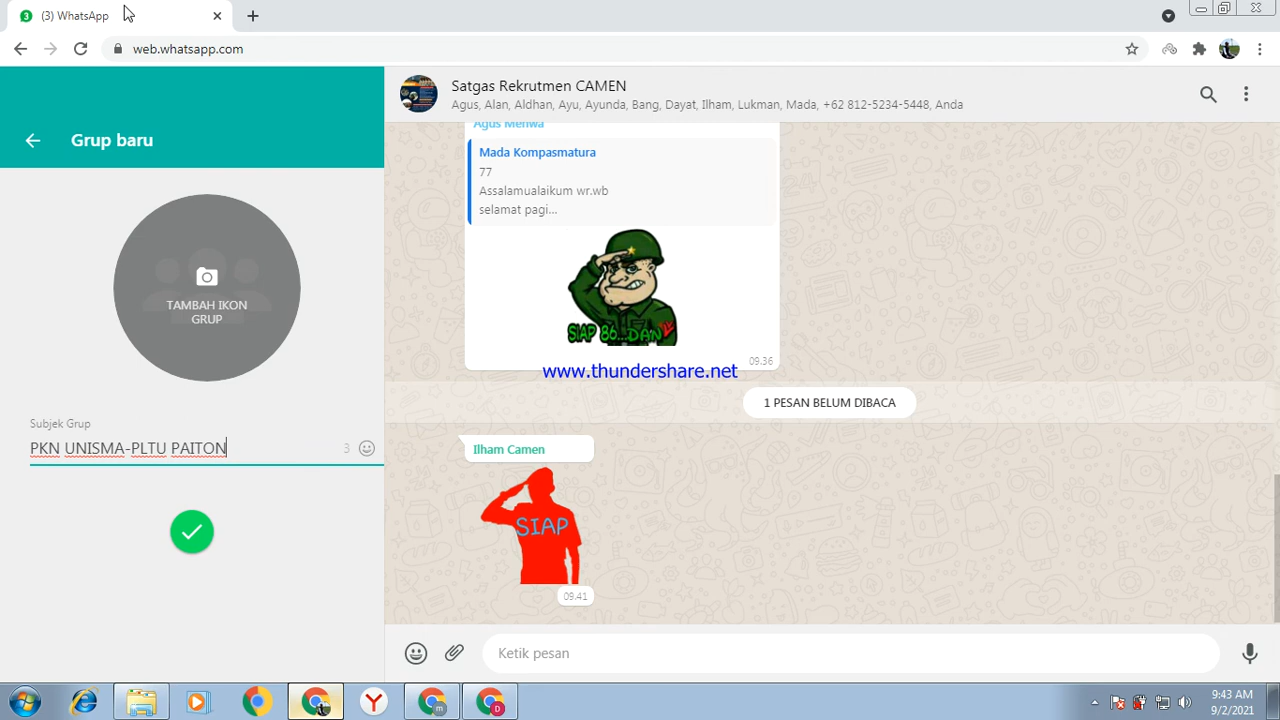 (3) WhatsApp
web.whatsapp.com
Grup baru
TAMBAH IKON
GRUP
Subjek Grup
PKN UNISMA-PLTU PAITON
3
Satgas Rekrutmen CAMEN
Agus, Alan, Aldhan, Ayu, Bunda, Bang, Dayat, Ilham, Lukman, Mada, +62 812-5234-5448, Anda
Agus Menwa
Mada Kompasmatura
77
Assalamualaikum wr.wb
selamat pagi...
SIAP 86...DAN
09.36
www.thundershare.net
1 PESAN BELUM DIBACA
Ilham Camen
SIAP
09.41
Ketik pesan
9:43 AM
9/2/2021